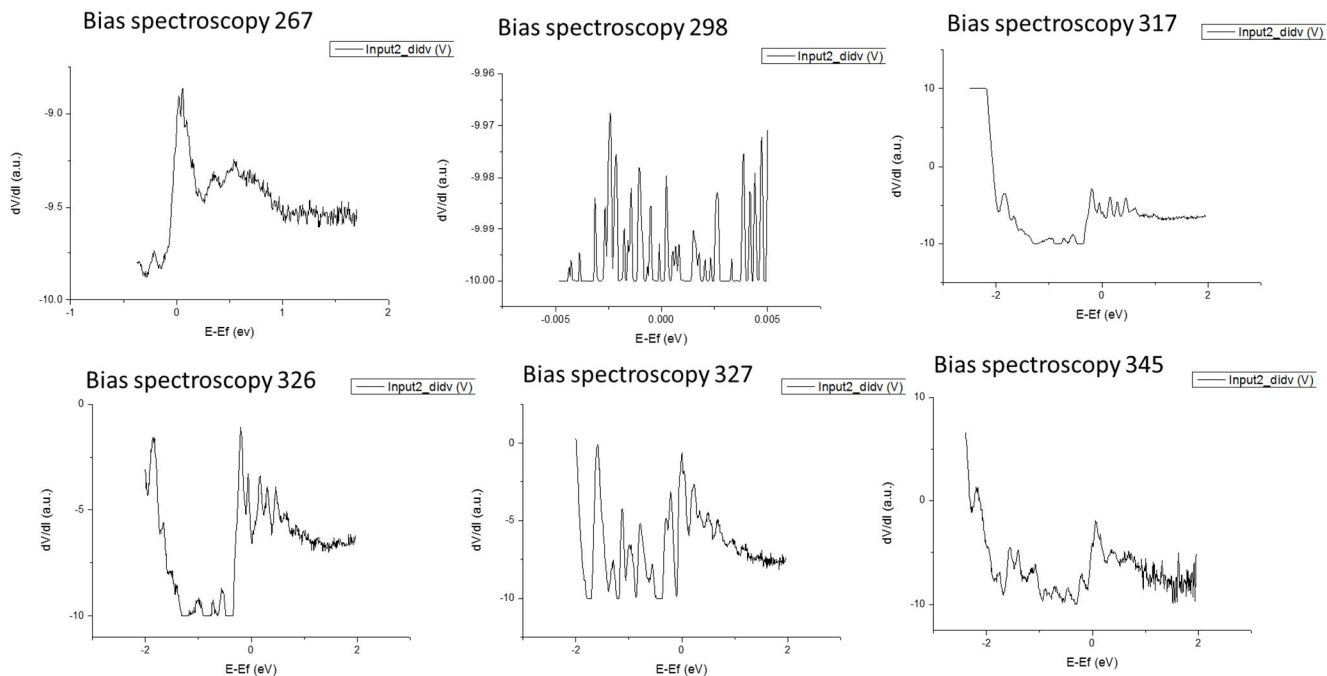 Bias spectroscopy 267
Input2_didv (V)
dV/dI (a.u.)
-9.0
-9.5
-10.0
0
1
2
E-Ef (ev)
Bias spectroscopy 298
Input2_didv (V)
dV/dI (a.u.)
-9.96
-9.97
-9.98
-9.99
-10.00
-0.005
0.000
0.005
E-Ef (eV)
Bias spectroscopy 317
Input2_didv (V)
dV/dI (a.u.)
10
0
-10
-2
0
2
E-Ef (eV)
Bias spectroscopy 326
Input2_didv (V)
dV/dI (a.u.)
0
-5
-10
-2
0
2
E-Ef (eV)
Bias spectroscopy 327
Input2_didv (V)
dV/dI (a.u.)
0
-5
-10
-2
0
2
E-Ef (eV)
Bias spectroscopy 345
Input2_didv (V)
dV/dI (a.u.)
10
0
-10
-2
0
2
E-Ef (eV)